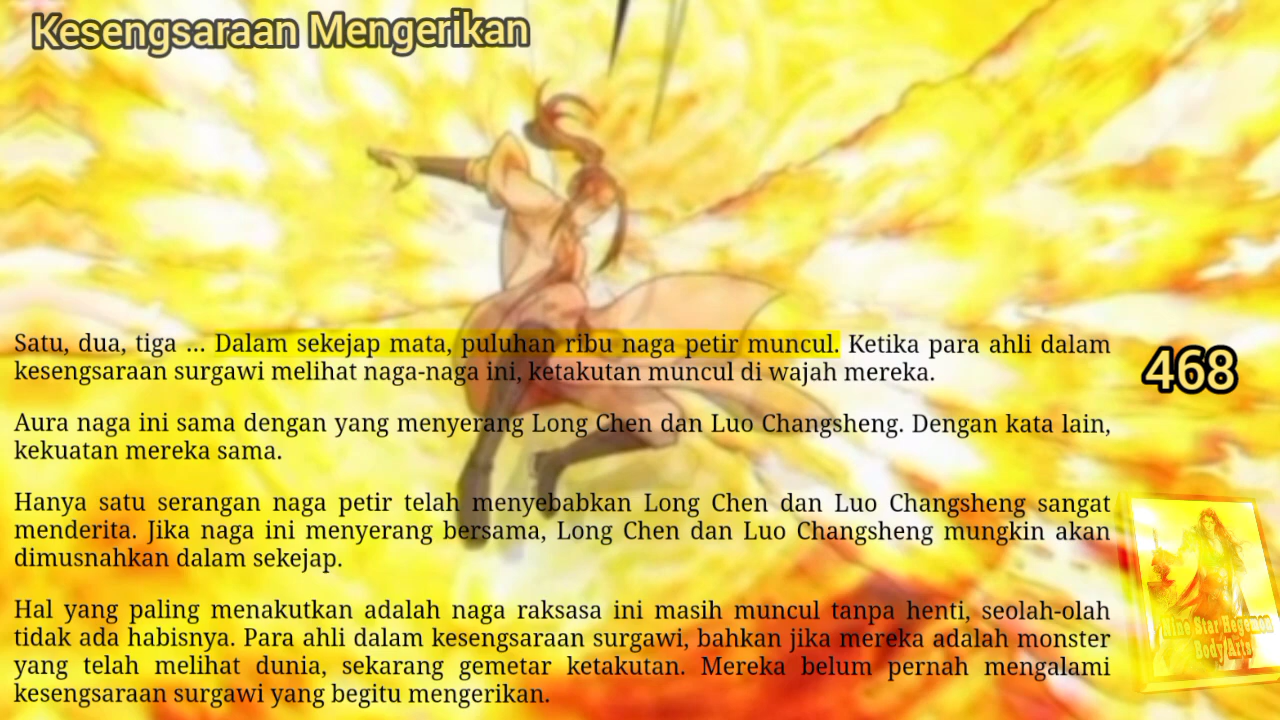 Kesengsaraan Mengerikan
Satu, dua, tiga ... Dalam sekejap mata, puluhan ribu naga petir muncul. Ketika para ahli dalam
kesengsaraan surgawi melihat naga-naga ini, ketakutan muncul di wajah mereka.
468
Aura naga ini sama dengan yang menyerang Long Chen dan Luo Changsheng. Dengan kata lain,
kekuatan mereka sama.
Hanya satu serangan naga petir telah menyebabkan Long Chen dan Luo Changsheng sangat
menderita. Jika naga ini menyerang bersama, Long Chen dan Luo Changsheng mungkin akan
dimusnahkan dalam sekejap.
Hal yang paling menakutkan adalah naga raksasa ini masih muncul tanpa henti, seolah-olah
tidak ada habisnya. Para ahli dalam kesengsaraan surgawi, bahkan jika mereka adalah monster
yang telah melihat dunia, sekarang gemetar ketakutan. Mereka belum pernah mengalami
kesengsaraan surgawi yang begitu mengerikan.
Nine Star Hegemon
Body Arts